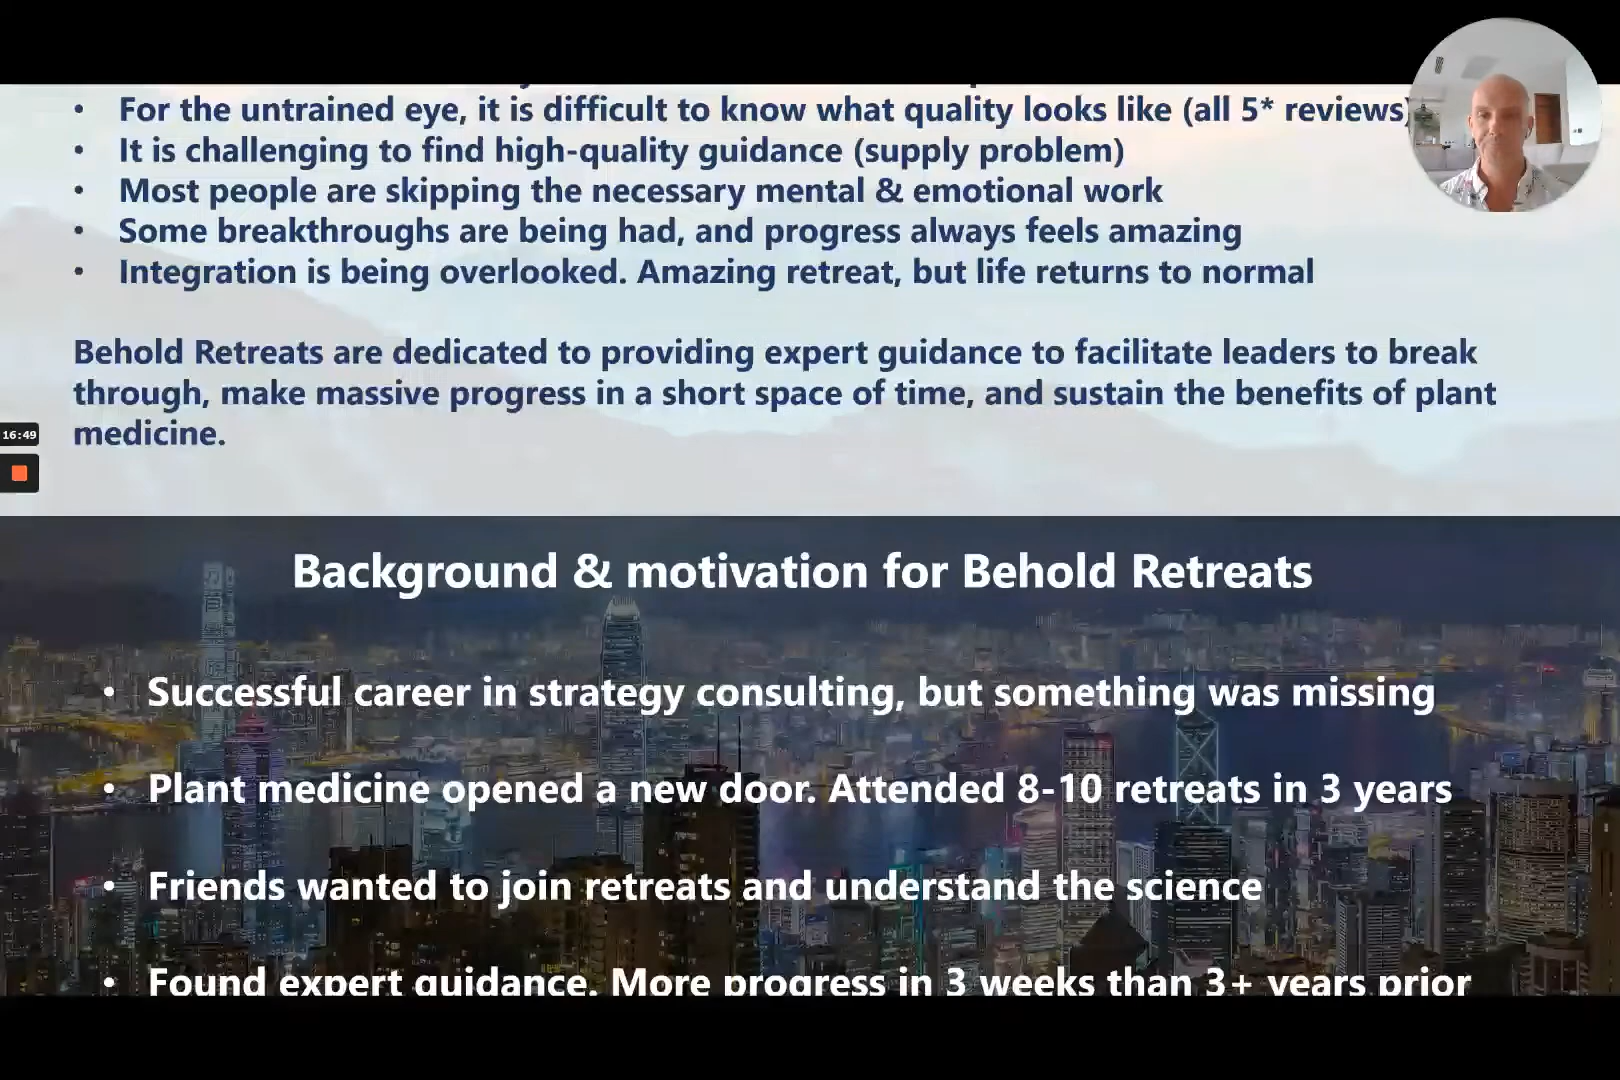 • For the untrained eye, it is difficult to know what quality looks like (all 5* reviews)
• It is challenging to find high-quality guidance (supply problem)
• Most people are skipping the necessary mental & emotional work
• Some breakthroughs are being had, and progress always feels amazing
• Integration is being overlooked. Amazing retreat, but life returns to normal
Behold Retreats are dedicated to providing expert guidance to facilitate leaders to break
through, make massive progress in a short space of time, and sustain the benefits of plant
medicine.
16:49
Background & motivation for Behold Retreats
• Successful career in strategy consulting, but something was missing
• Plant medicine opened a new door. Attended 8-10 retreats in 3 years
• Friends wanted to join retreats and understand the science
• Found expert guidance. More progress in 3 weeks than 3+ years prior